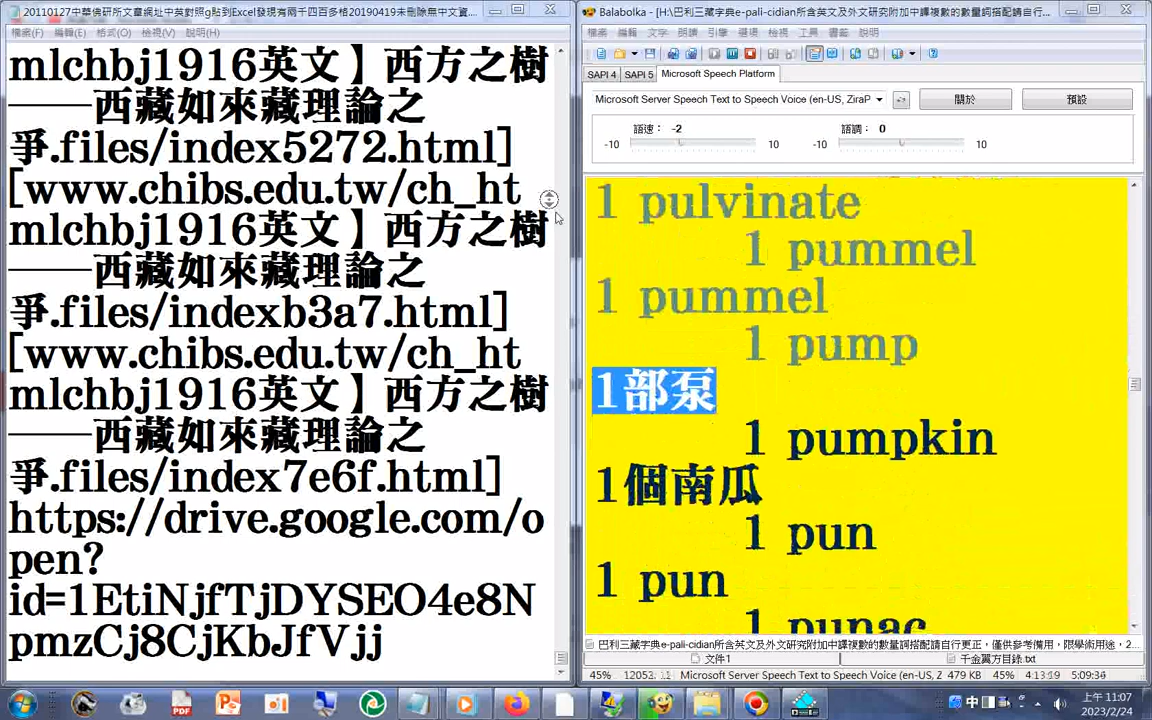 20110127中華佛研所文章網址中英對照g點到Excel發現有兩千四百多格20190419未刪除無中文資...
檔案(F) 編輯(E) 格式(O) 檢視(V) 說明(H)
mlchbj1916英文】西方之樹
——西藏如來藏理論之
爭.files/index5272.html]
[www.chibs.edu.tw/ch_ht
mlchbj1916英文】西方之樹
——西藏如來藏理論之
爭.files/indexb3a7.html]
[www.chibs.edu.tw/ch_ht
mlchbj1916英文】西方之樹
——西藏如來藏理論之
爭.files/index7e6f.html]
https://drive.google.com/o
pen?
id=1EtiNjfTjDYSEO4e8N
pmzCj8CjKbJfVjj
Balabolka - [H:\巴利三藏字典e-pali-cidian所含英文及外文研究附加中譯複數的數量詞搭配請自行...
檔案 編輯 文字 朗讀 引擎 選項 檢視 工具 書籤 說明
SAPI 4 SAPI 5 Microsoft Speech Platform
Microsoft Server Speech Text to Speech Voice (en-US, ZiraP
關於 預設
語速： -2 語調： 0
-10 10 -10 10
1 pulvinate
1 pummel
1 pummel
1 pump
1部泵
1 pumpkin
1個南瓜
1 pun
1 pun
1 punac
巴利三藏字典e-pali-cidian所含英文及外文研究附加中譯複數的數量詞搭配請自行更正，僅供參考備用，限學術用途，2...
文件1 千金翼方目錄.txt
45% 12053, Microsoft Server Speech Text to Speech Voice (en-US, Z 479 KB 45% 4:13:59 5:09:34
上午 11:07
2023/2/24